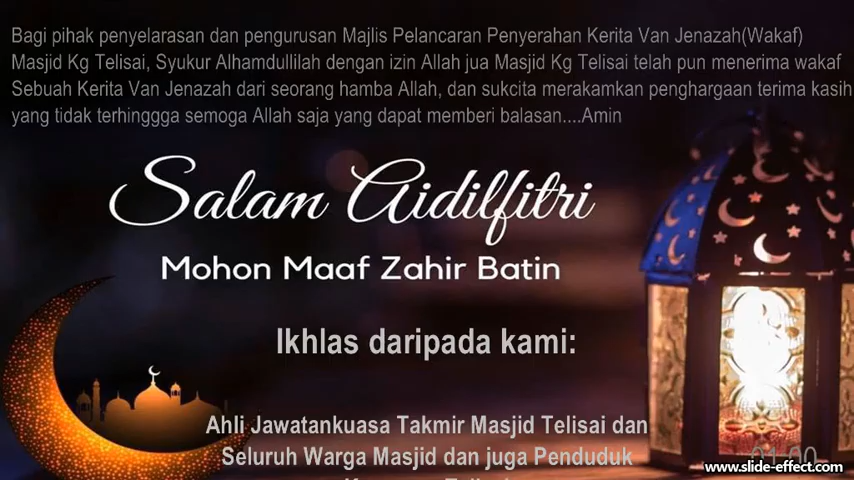 Bagi pihak penyelarasan dan pengurusan Majlis Pelancaran Penyerahan Kerita Van Jenazah(Wakaf)
Masjid Kg Telisai, Syukur Alhamdullilah dengan izin Allah jua Masjid Kg Telisai telah pun menerima wakaf
Sebuah Kerita Van Jenazah dari seorang hamba Allah, dan sukcita merakamkan penghargaan terima kasih
yang tidak terhinggga semoga Allah saja yang dapat memberi balasan....Amin
Salam Aidilfitri
Mohon Maaf Zahir Batin
Ikhlas daripada kami:
Ahli Jawatankuasa Takmir Masjid Telisai dan
Seluruh Warga Masjid dan juga Penduduk
01:00
www.slide-effect.com